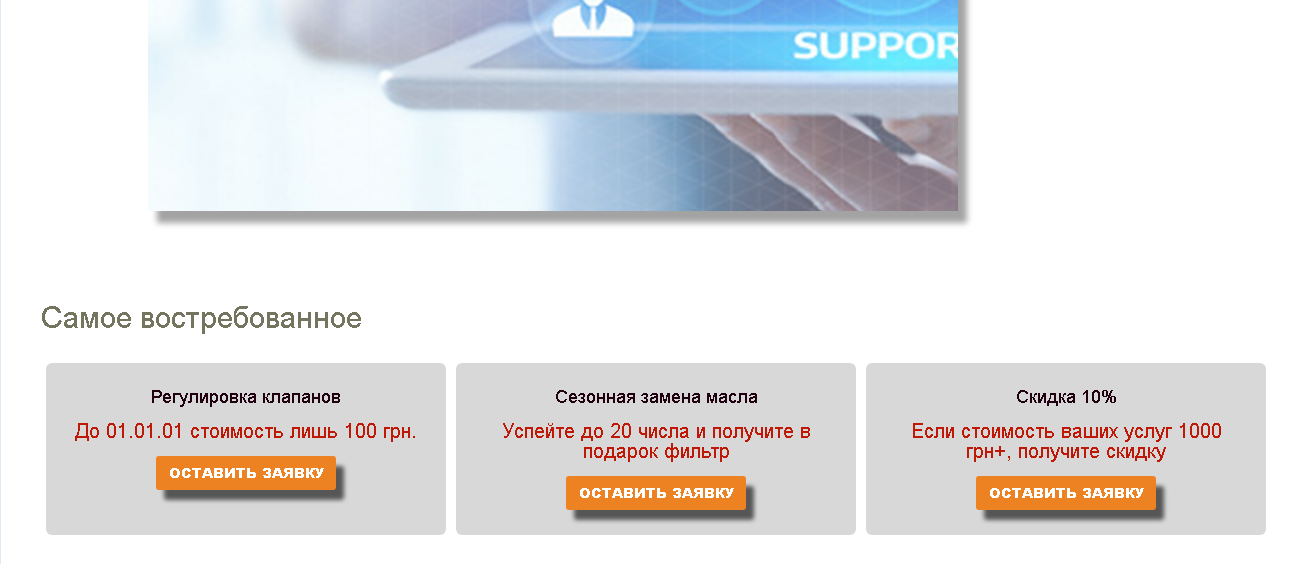 SUPPOR
Самое востребованное
Регулировка клапанов
До 01.01.01 стоимость лишь 100 грн.
ОСТАВИТЬ ЗАЯВКУ
Сезонная замена масла
Успейте до 20 числа и получите в
подарок фильтр
ОСТАВИТЬ ЗАЯВКУ
Скидка 10%
Если стоимость ваших услуг 1000
грн+, получите скидку
ОСТАВИТЬ ЗАЯВКУ